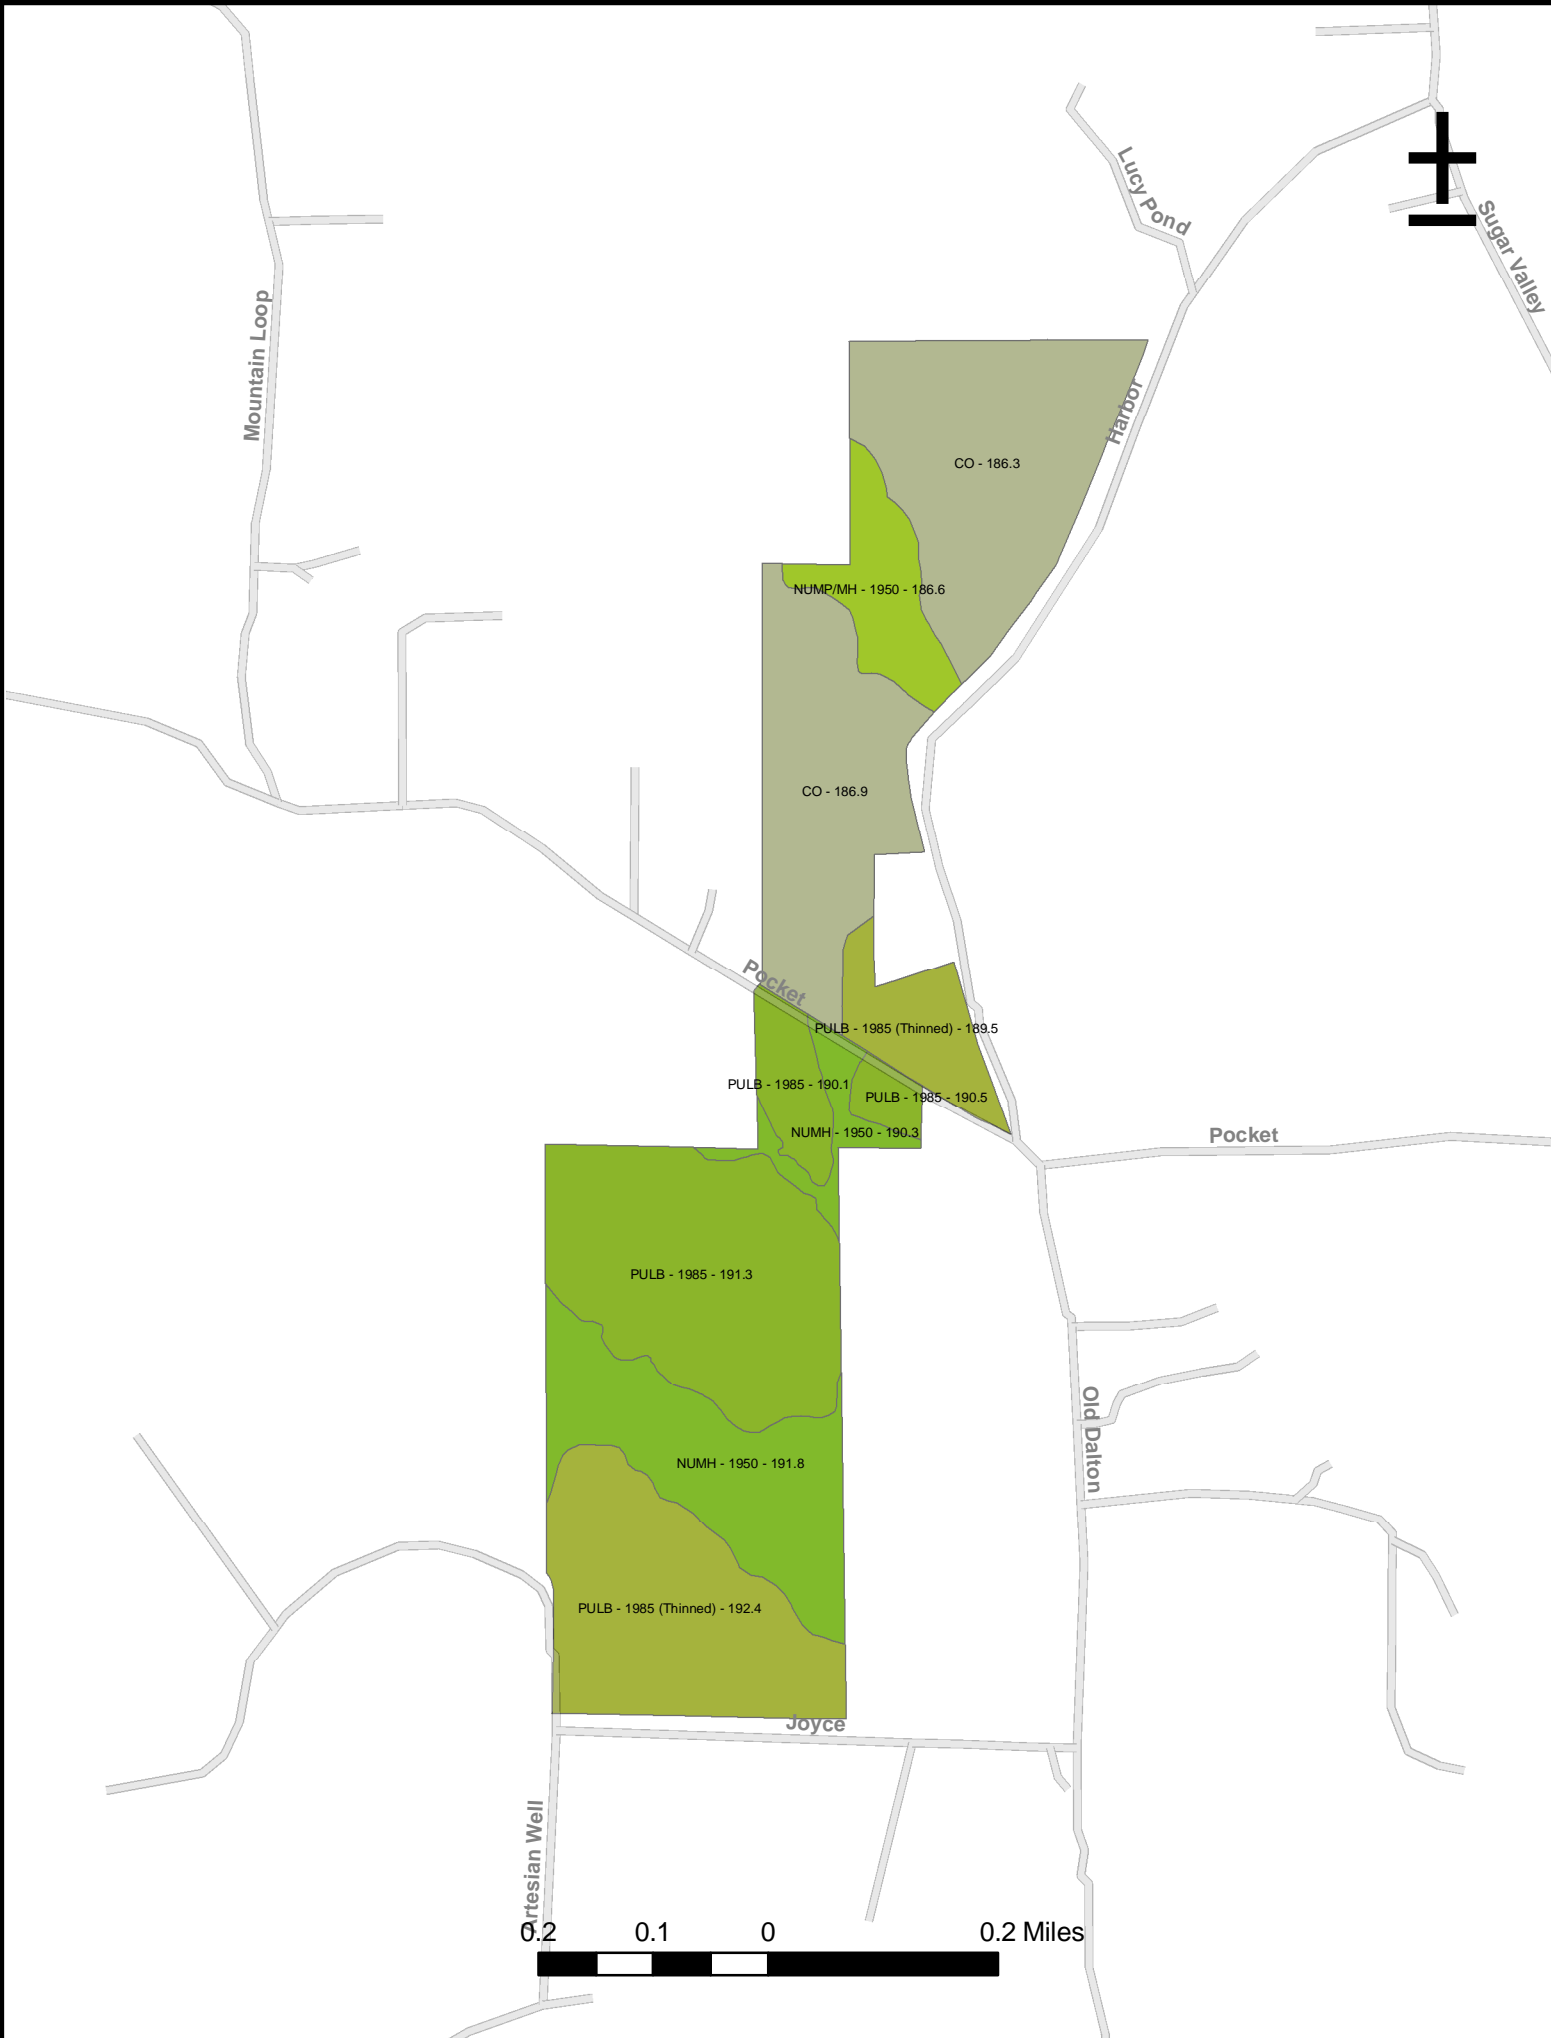 Lucy Pond
Sugar Valley
Mountain Loop
Harbor
CO - 186.3
NUMP/MH - 1950 - 186.6
CO - 186.9
Pocket
PULB - 1985 (Thinned) - 189.5
PULB - 1985 - 190.1
PULB - 1985 - 190.5
NUMH - 1950 - 190.3
Pocket
PULB - 1985 - 191.3
Old Dalton
NUMH - 1950 - 191.8
PULB - 1985 (Thinned) - 192.4
Joyce
Artesian Well
0.2 0.1 0 0.2 Miles